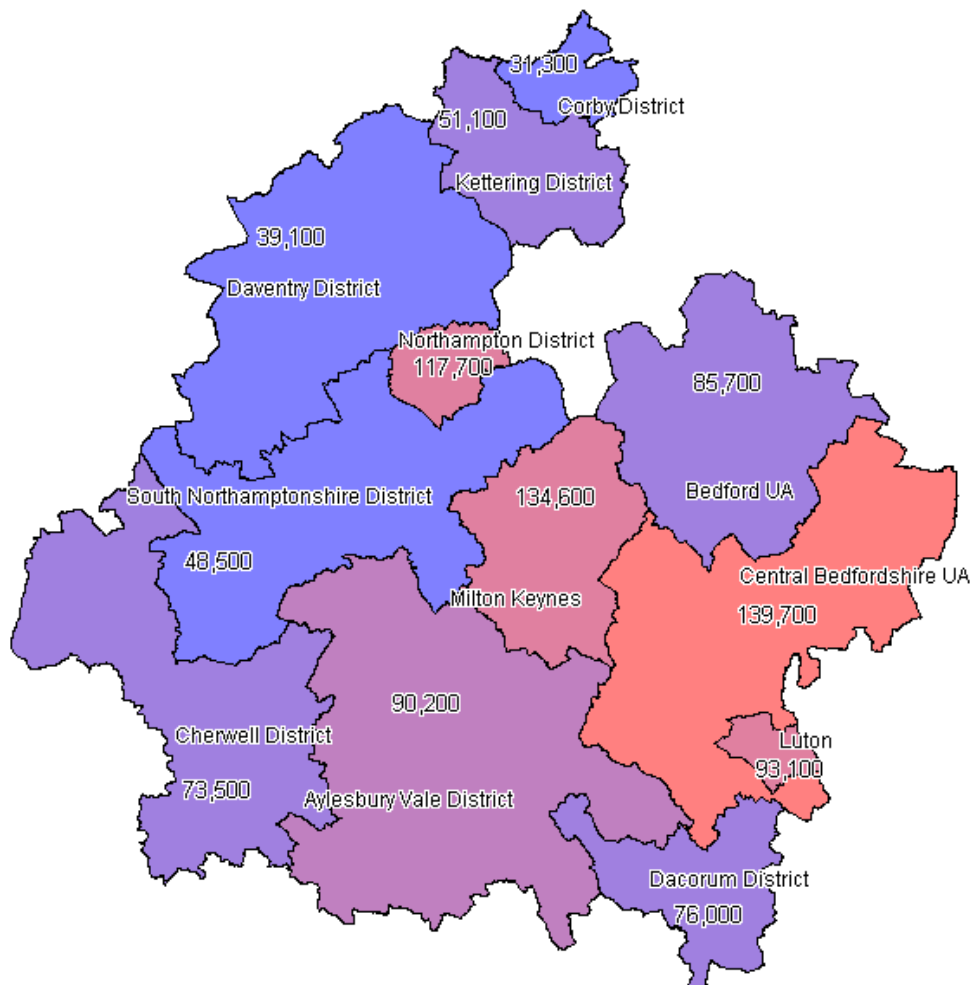 31,300
Corby District
51,100
Kettering District
39,100
Daventry District
Northampton District
117,700
85,700
Bedford UA
South Northamptonshire District
48,500
134,600
Milton Keynes
Central Bedfordshire UA
139,700
90,200
Aylesbury Vale District
Cherwell District
73,500
Luton
93,100
Dacorum District
76,000